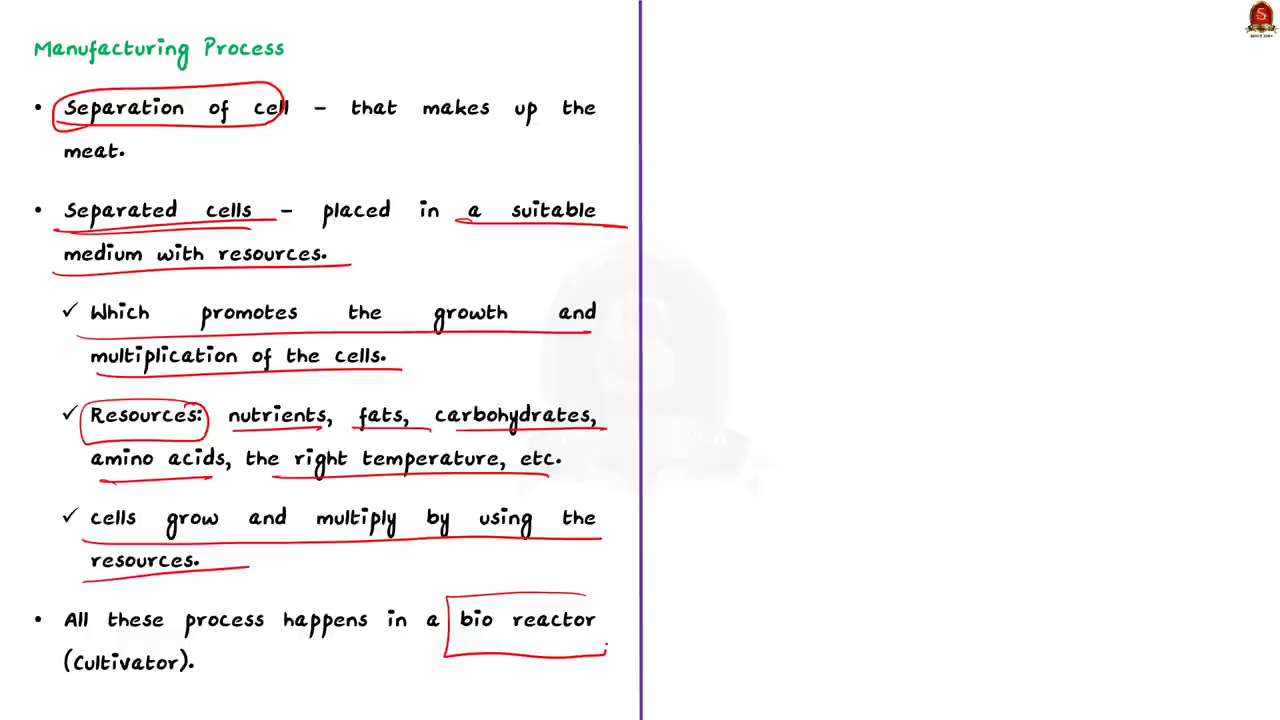 Manufacturing Process
• Separation of cell – that makes up the
meat.
• Separated cells – placed in a suitable
medium with resources.
✓ Which promotes the growth and
multiplication of the cells.
✓ Resources: nutrients, fats, carbohydrates,
amino acids, the right temperature, etc.
✓ cells grow and multiply by using the
resources.
• All these process happens in a bio reactor
(Cultivator).